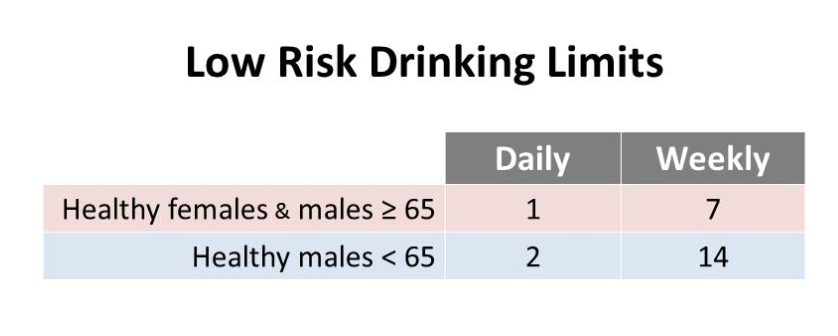 Low Risk Drinking Limits
Daily Weekly
Healthy females & males ≥ 65 1 7
Healthy males < 65 2 14